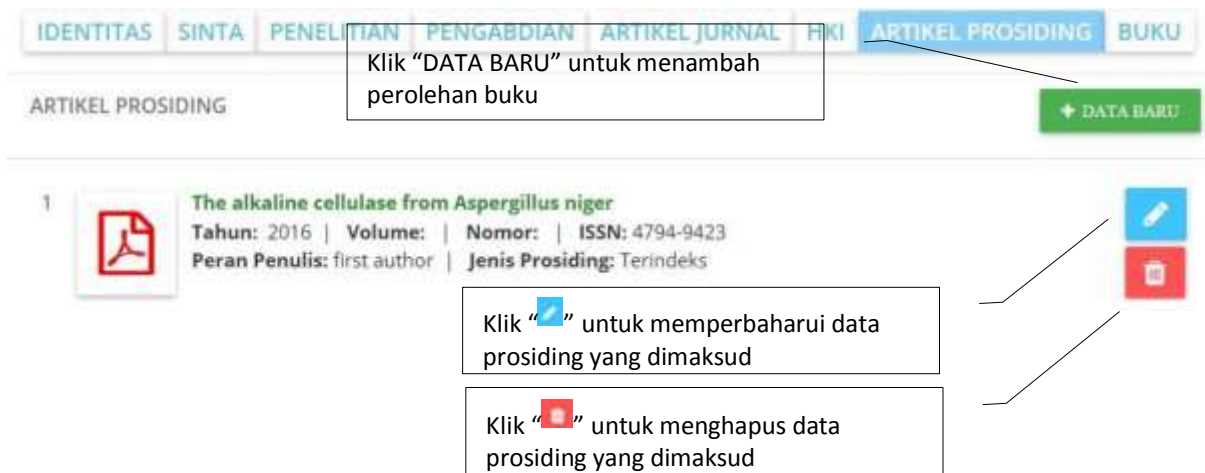 IDENTITAS SINTA PENELITIAN PENGABDIAN ARTIKEL JURNAL HKI ARTIKEL PROSIDING BUKU
Klik “DATA BARU” untuk menambah
perolehan buku
ARTIKEL PROSIDING
+ DATA BARU
1
The alkaline cellulase from Aspergillus niger
Tahun: 2016 | Volume: | Nomor: | ISSN: 4794-9423
Peran Penulis: first author | Jenis Prosiding: Terindeks
Klik “ ” untuk memperbaharui data
prosiding yang dimaksud
Klik “ ” untuk menghapus data
prosiding yang dimaksud